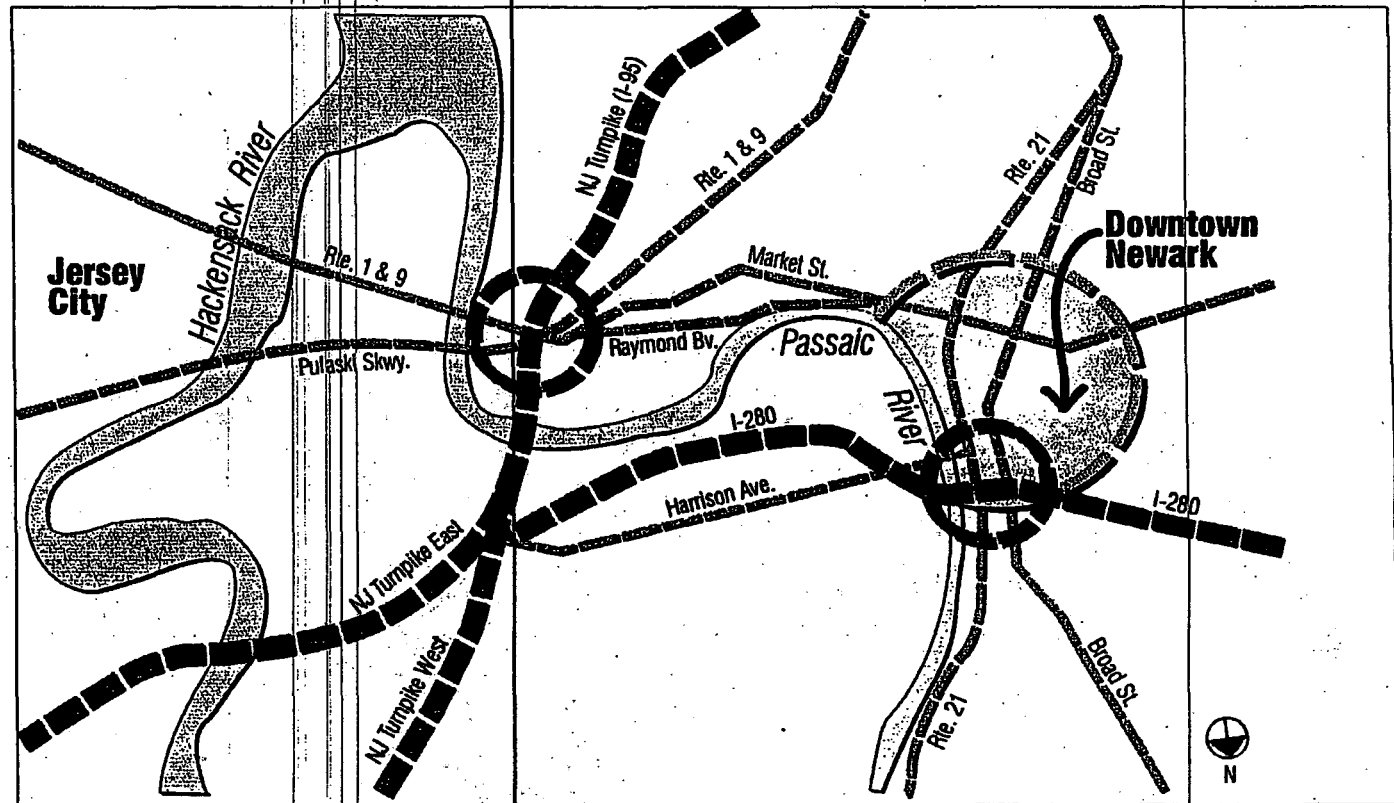 NJ Turnpike (I-95)
Rte. 1 & 9
Rte. 21
Broad St.
Hackensack River
Downtown
Newark
Jersey
City
Rte. 1 & 9
Market St.
Pulaski Skwy.
Raymond Bv.
Passaic
River
I-280
Harrison Ave.
I-280
NJ Turnpike East
NJ Turnpike West
Rte. 21
Broad St.
N